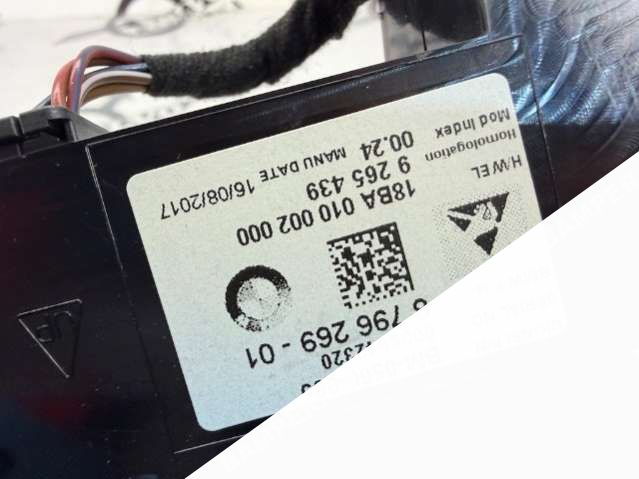 796 269 - 01
H/W EL 18BA 010 002 000
Homologation 9 265 439
Mod Index 00.24 MANU DATE 16/08/2017
UP